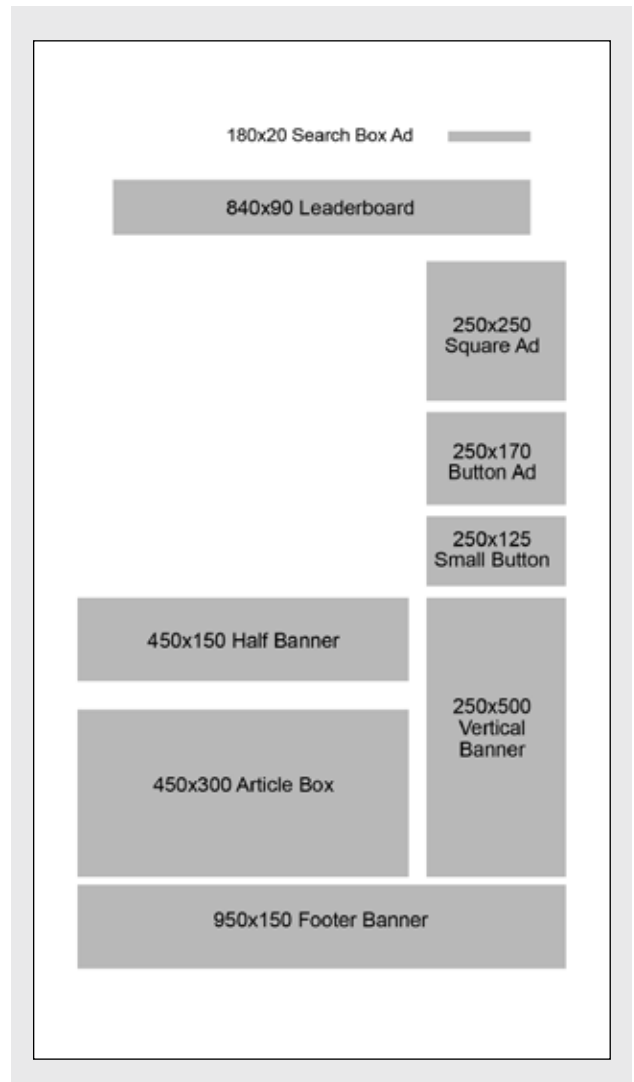 180x20 Search Box Ad
840x90 Leaderboard
250x250
Square Ad
250x170
Button Ad
250x125
Small Button
450x150 Half Banner
250x500
Vertical
Banner
450x300 Article Box
950x150 Footer Banner